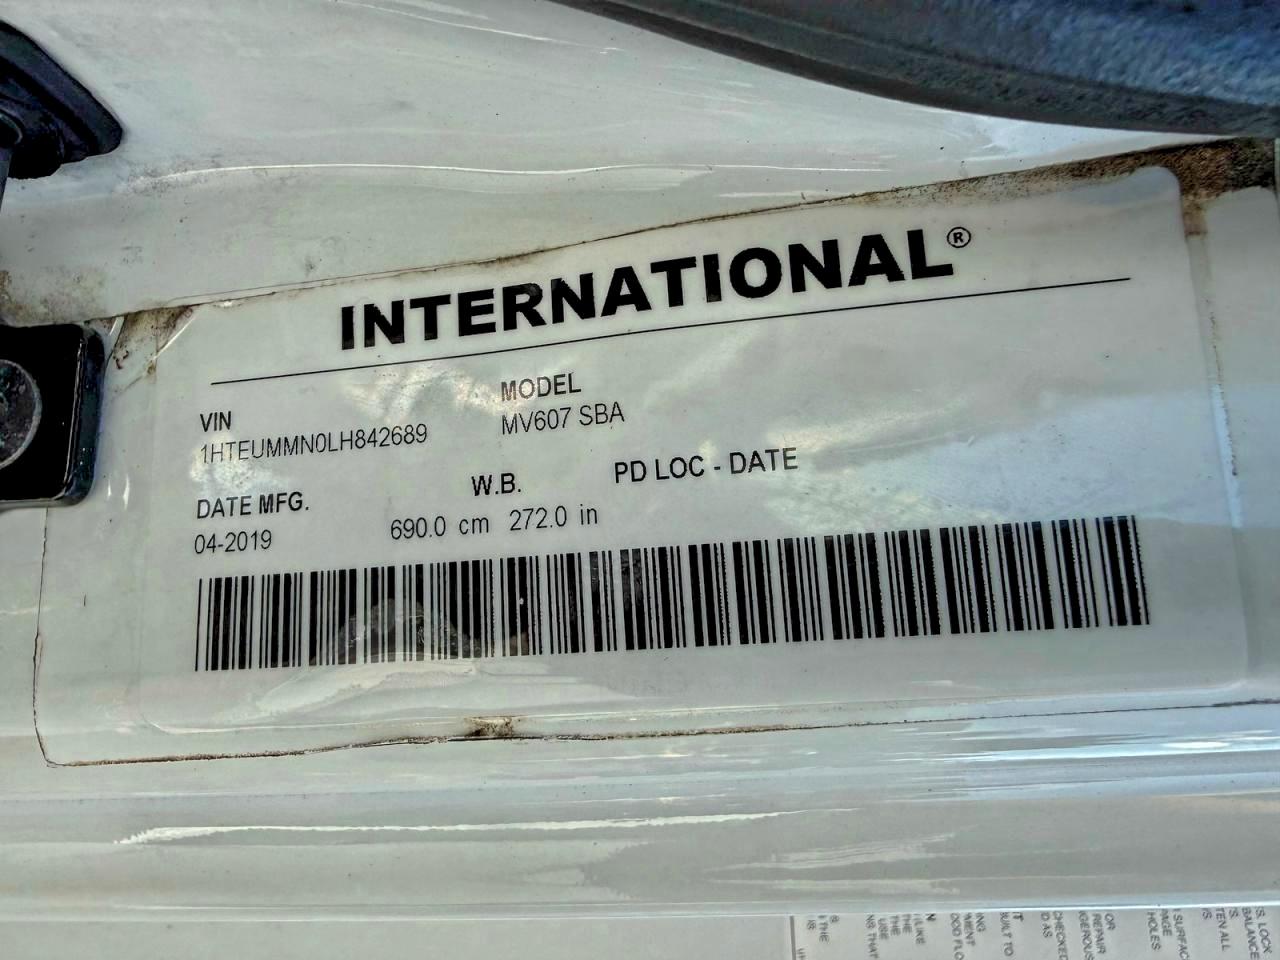 INTERNATIONAL®
VIN
1HTEUMMN0LH842689
MODEL
MV607 SBA
DATE MFG.
04-2019
W.B.
690.0 cm 272.0 in
PD LOC - DATE